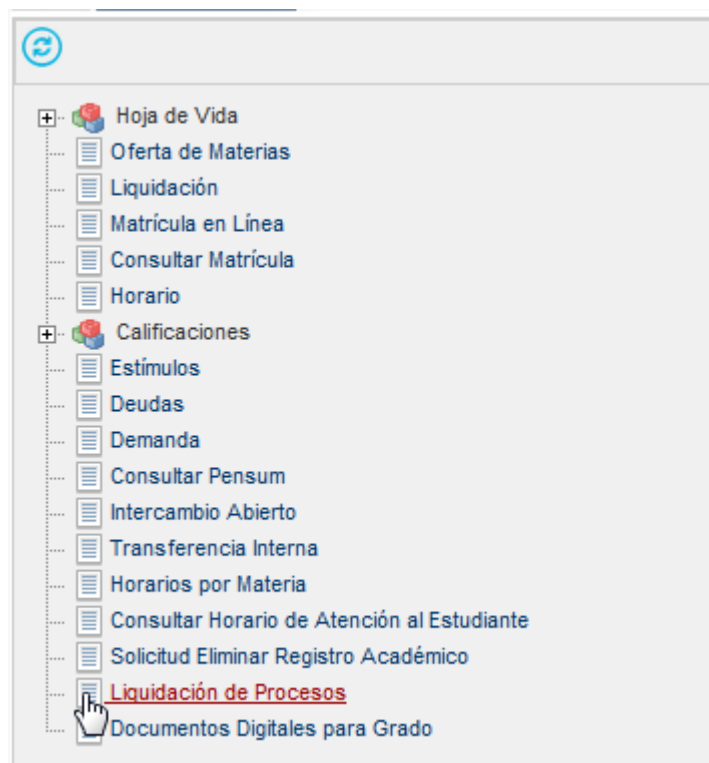 Hoja de Vida
Oferta de Materias
Liquidación
Matrícula en Línea
Consultar Matrícula
Horario
Calificaciones
Estímulos
Deudas
Demanda
Consultar Pensum
Intercambio Abierto
Transferencia Interna
Horarios por Materia
Consultar Horario de Atención al Estudiante
Solicitud Eliminar Registro Académico
Liquidación de Procesos
Documentos Digitales para Grado